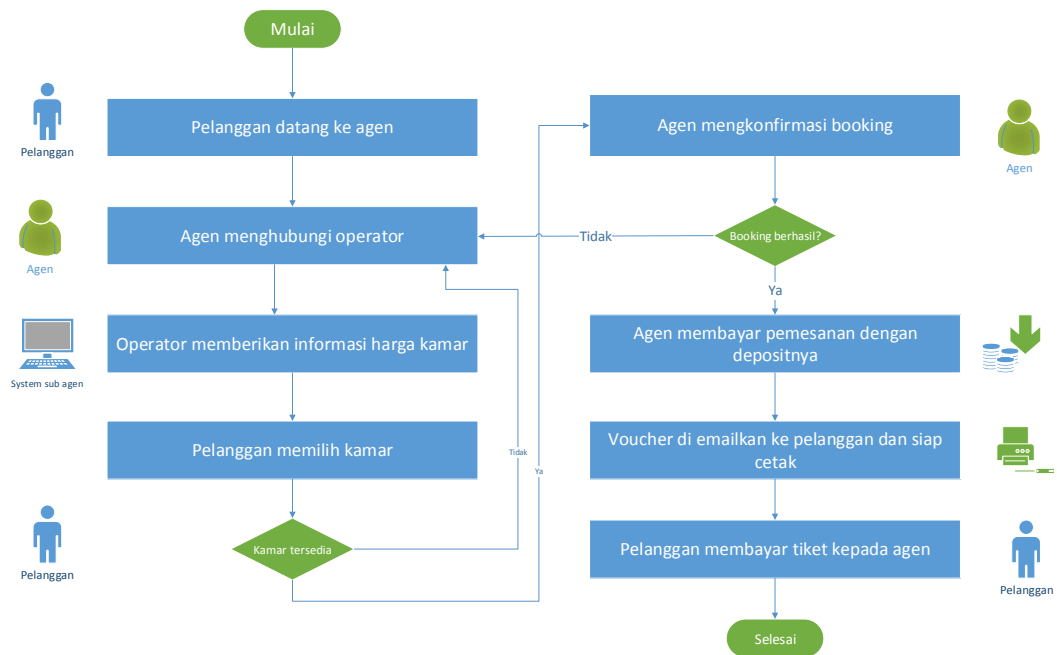 Mulai
Pelanggan
Pelanggan datang ke agen
Agen
Agen menghubungi operator
System sub agen
Operator memberikan informasi harga kamar
Pelanggan memilih kamar
Pelanggan
Kamar tersedia
Tidak
Ya
Agen mengkonfirmasi booking
Agen
Booking berhasil?
Tidak
Ya
Agen membayar pemesanan dengan
depositnya
Voucher di emailkan ke pelanggan dan siap
cetak
Pelanggan membayar tiket kepada agen
Pelanggan
Selesai